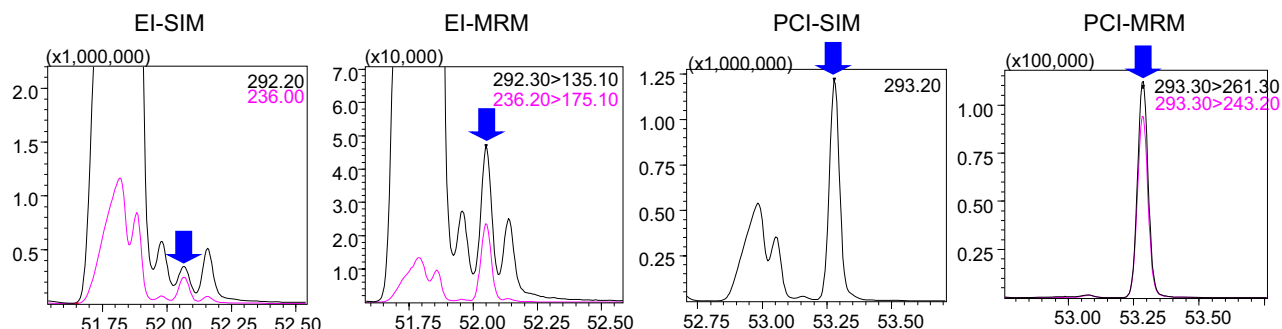 EI-SIM
(x1,000,000)
292.20
236.00
2.0
1.5
1.0
0.5
51.75 52.00 52.25 52.50
EI-MRM
(x10,000)
7.0
292.30>135.10
236.20>175.10
6.0
5.0
4.0
3.0
2.0
1.0
51.75 52.00 52.25 52.50
PCI-SIM
(x1,000,000)
1.25
293.20
1.00
0.75
0.50
0.25
52.75 53.00 53.25 53.50
PCI-MRM
(x100,000)
293.30>261.30
293.30>243.20
1.00
0.75
0.50
0.25
53.00 53.25 53.50